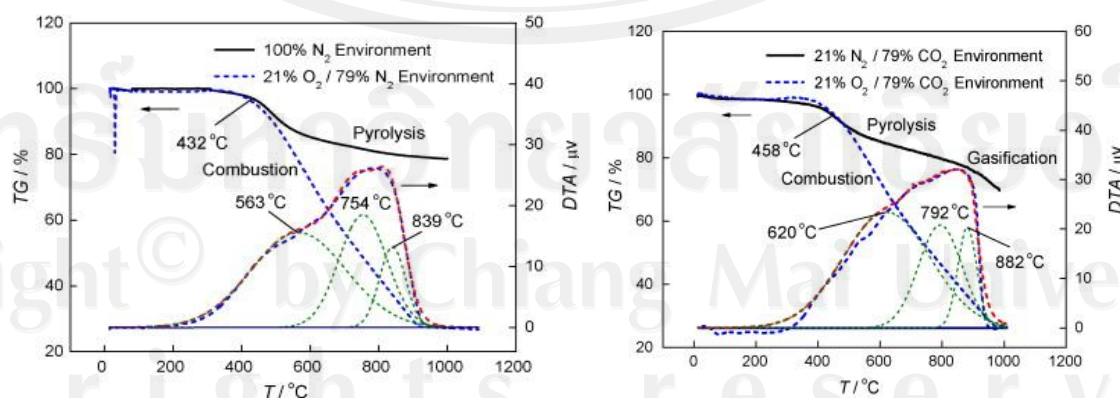 120
100
80
60
40
20
TG / %
50
40
30
20
10
0
DTA / μv
100% N2 Environment
21% O2 / 79% N2 Environment
432 °C
Pyrolysis
Combustion
563 °C
754 °C
839 °C
0 200 400 600 800 1000 1200
T / °C
120
100
80
60
40
20
TG / %
60
50
40
30
20
10
0
DTA / μv
21% N2 / 79% CO2 Environment
21% O2 / 79% CO2 Environment
458 °C
Pyrolysis
Gasification
Combustion
620 °C
792 °C
882 °C
0 200 400 600 800 1000 1200
T / °C
ight © by Chiang Mai Unive
r i g h t s r e s e r v